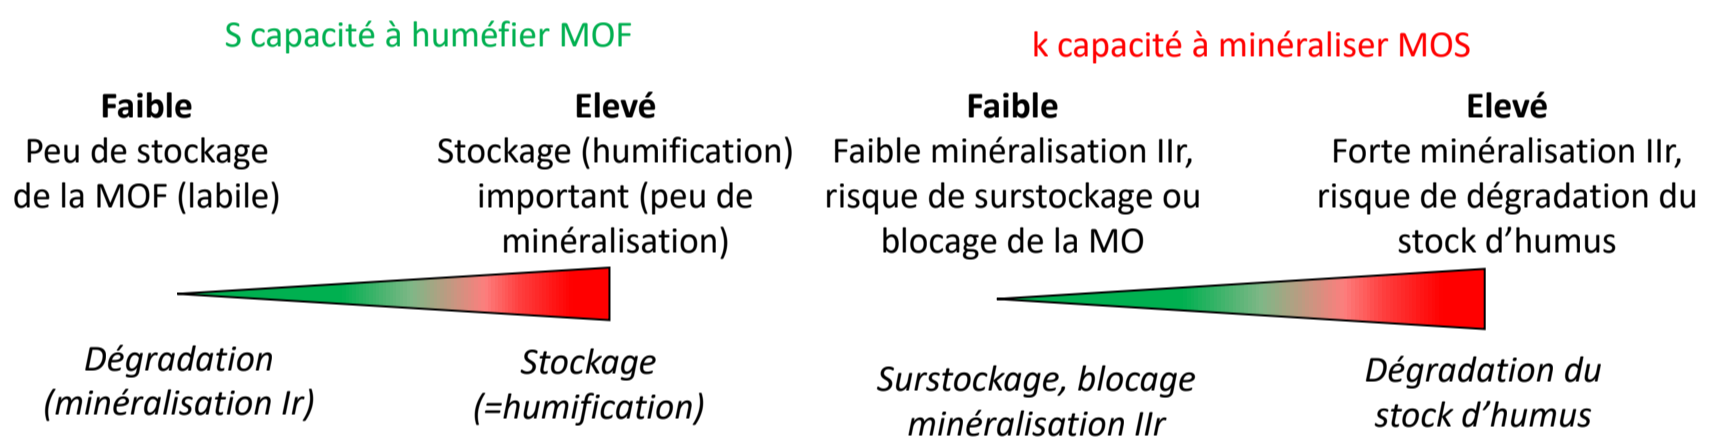 S capacité à huméfier MOF
Faible
Peu de stockage
de la MOF (labile)
Elevé
Stockage (humification)
important (peu de
minéralisation)
Dégradation
(minéralisation Ir)
Stockage
(=humification)
k capacité à minéraliser MOS
Faible
Faible minéralisation IIr,
risque de surstockage ou
blocage de la MO
Elevé
Forte minéralisation IIr,
risque de dégradation du
stock d’humus
Surstockage, blocage
minéralisation IIr
Dégradation du
stock d’humus